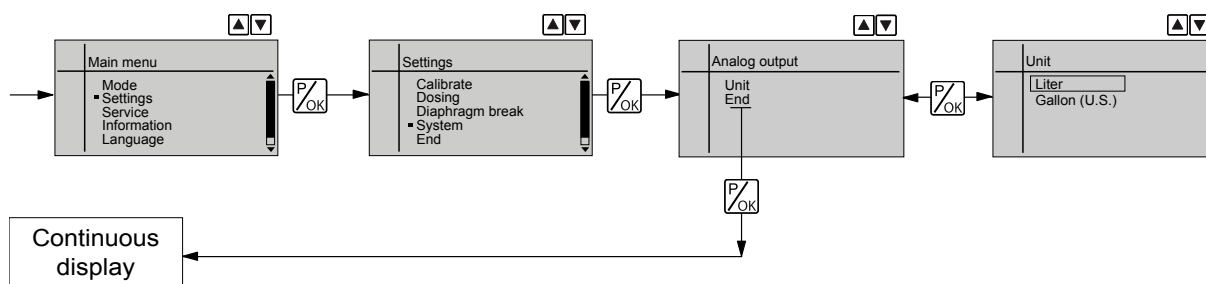 Main menu
Mode
Settings
Service
Information
Language
P/OK
Settings
Calibrate
Dosing
Diaphragm break
System
End
P/OK
Analog output
Unit
End
P/OK
Unit
Liter
Gallon (U.S.)
P/OK
Continuous
display